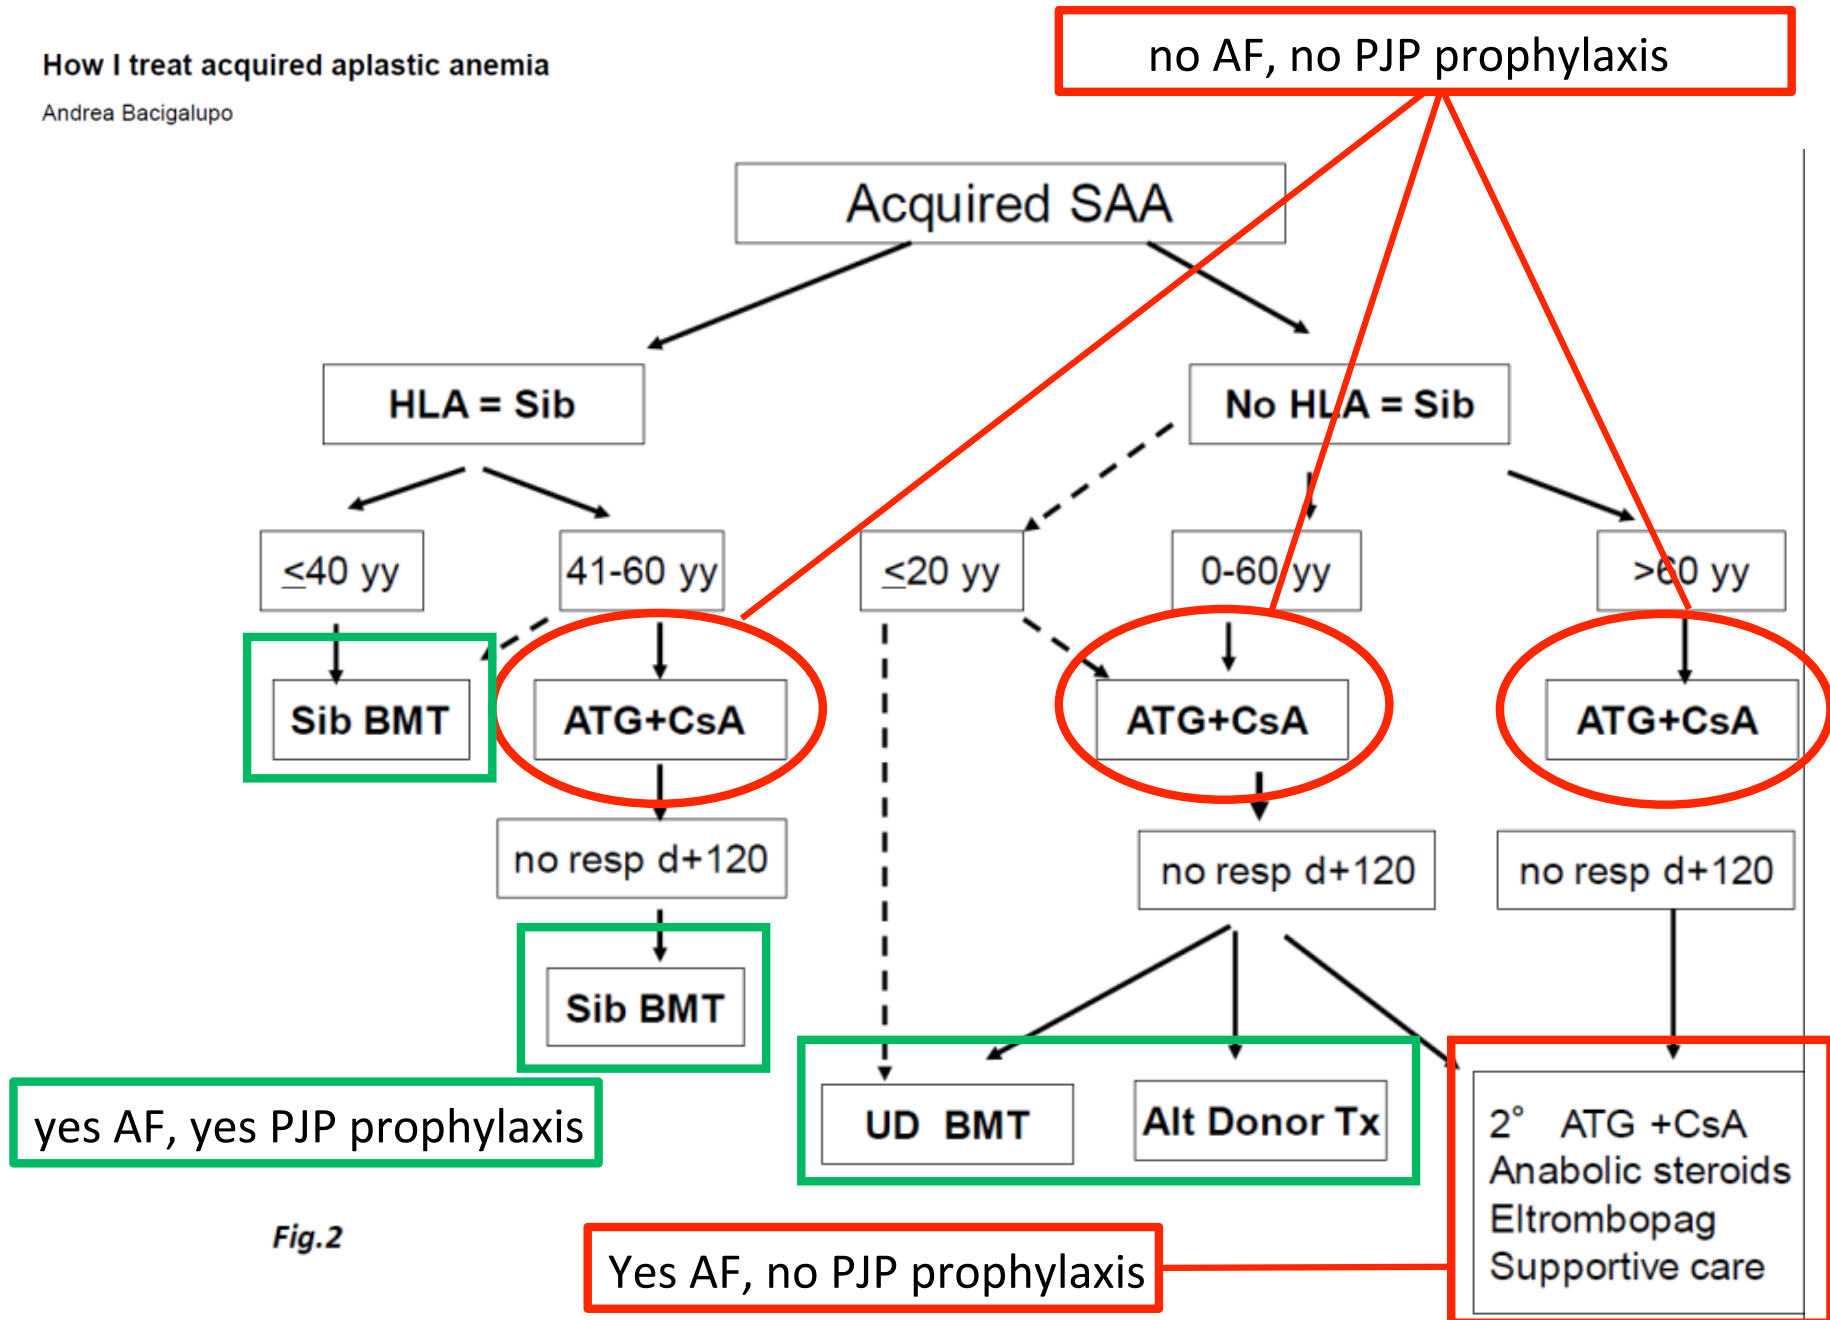 no AF, no PJP prophylaxis
How I treat acquired aplastic anemia
Andrea Bacigalupo
Acquired SAA
HLA = Sib
No HLA = Sib
≤40 yy
41-60 yy
≤20 yy
0-60 yy
>60 yy
Sib BMT
ATG+CsA
ATG+CsA
ATG+CsA
no resp d+120
no resp d+120
no resp d+120
Sib BMT
UD BMT
Alt Donor Tx
2° ATG +CsA
Anabolic steroids
Eltrombopag
Supportive care
yes AF, yes PJP prophylaxis
Fig.2
Yes AF, no PJP prophylaxis